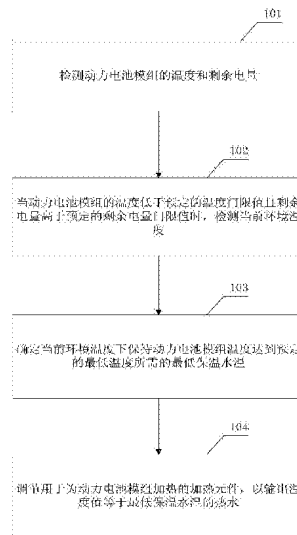 101
检测动力电池模组的温度和剩余电量
102
当动力电池模组的温度低于预定的温度门限值且剩余
电量高于预定的剩余电量门限值时，检测当前环境温
度
103
确定当前环境温度下保持动力电池模组温度达到预定
的最低温度所需的最低保温水温
104
调节用于为动力电池模组加热的加热元件，以输出温
度值等于最低保温水温的热水